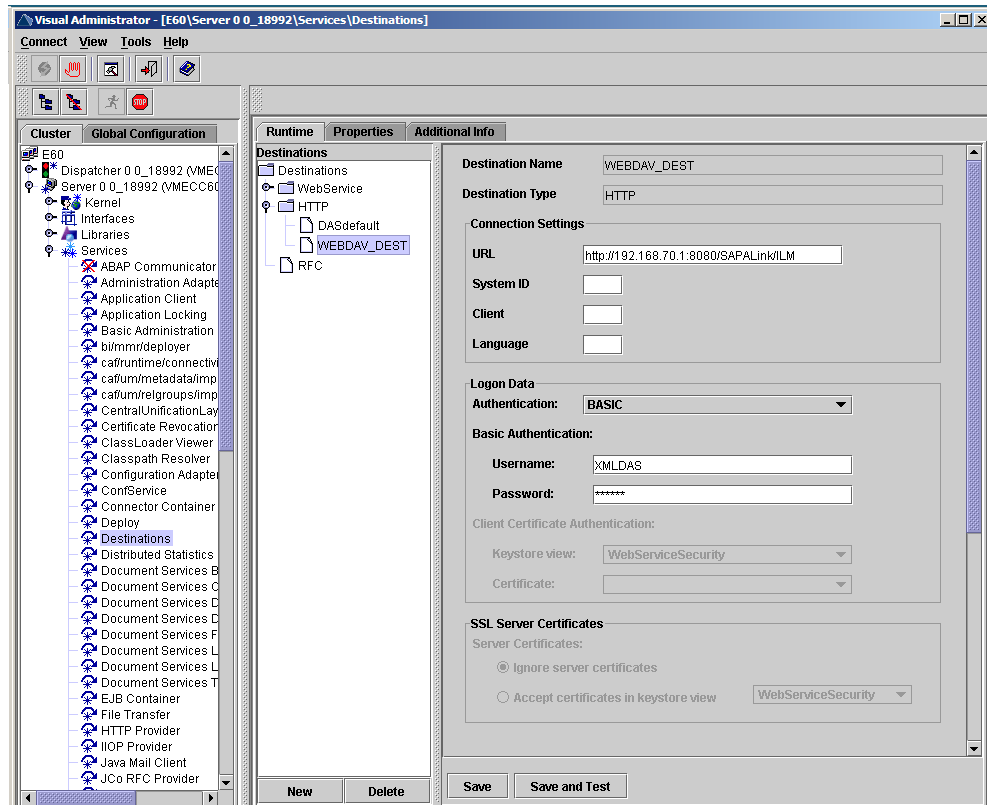 Visual Administrator - [E60\Server 0 0_18992\Services\Destinations]
Connect View Tools Help
STOP
Cluster Global Configuration
E60
Dispatcher 0 0_18992 (VMEC
Server 0 0_18992 (VMECC60
Kernel
Interfaces
Libraries
Services
ABAP Communicator
Administration Adapte
Application Client
Application Locking
Basic Administration
bi/mmr/deployer
caf/runtime/connectivi
caf/um/metadata/imp
caf/um/relgroups/imp
CentralUnificationLay
Certificate Revocation
ClassLoader Viewer
Classpath Resolver
Configuration Adapter
ConfService
Connector Container
Deploy
Destinations
Distributed Statistics
Document Services B
Document Services C
Document Services D
Document Services D
Document Services F
Document Services L
Document Services L
Document Services T
EJB Container
File Transfer
HTTP Provider
IIOP Provider
Java Mail Client
JCo RFC Provider
Runtime Properties Additional Info
Destinations
Destinations
WebService
HTTP
DASdefault
WEBDAV_DEST
RFC
New Delete
Destination Name WEBDAV_DEST
Destination Type HTTP
Connection Settings
URL http://192.168.70.1:8080/SAPALink/ILM
System ID
Client
Language
Logon Data
Authentication: BASIC
Basic Authentication:
Username: XMLDAS
Password: ******
Client Certificate Authentication:
Keystore view: WebServiceSecurity
Certificate:
SSL Server Certificates
Server Certificates:
Ignore server certificates
Accept certificates in keystore view WebServiceSecurity
Save Save and Test